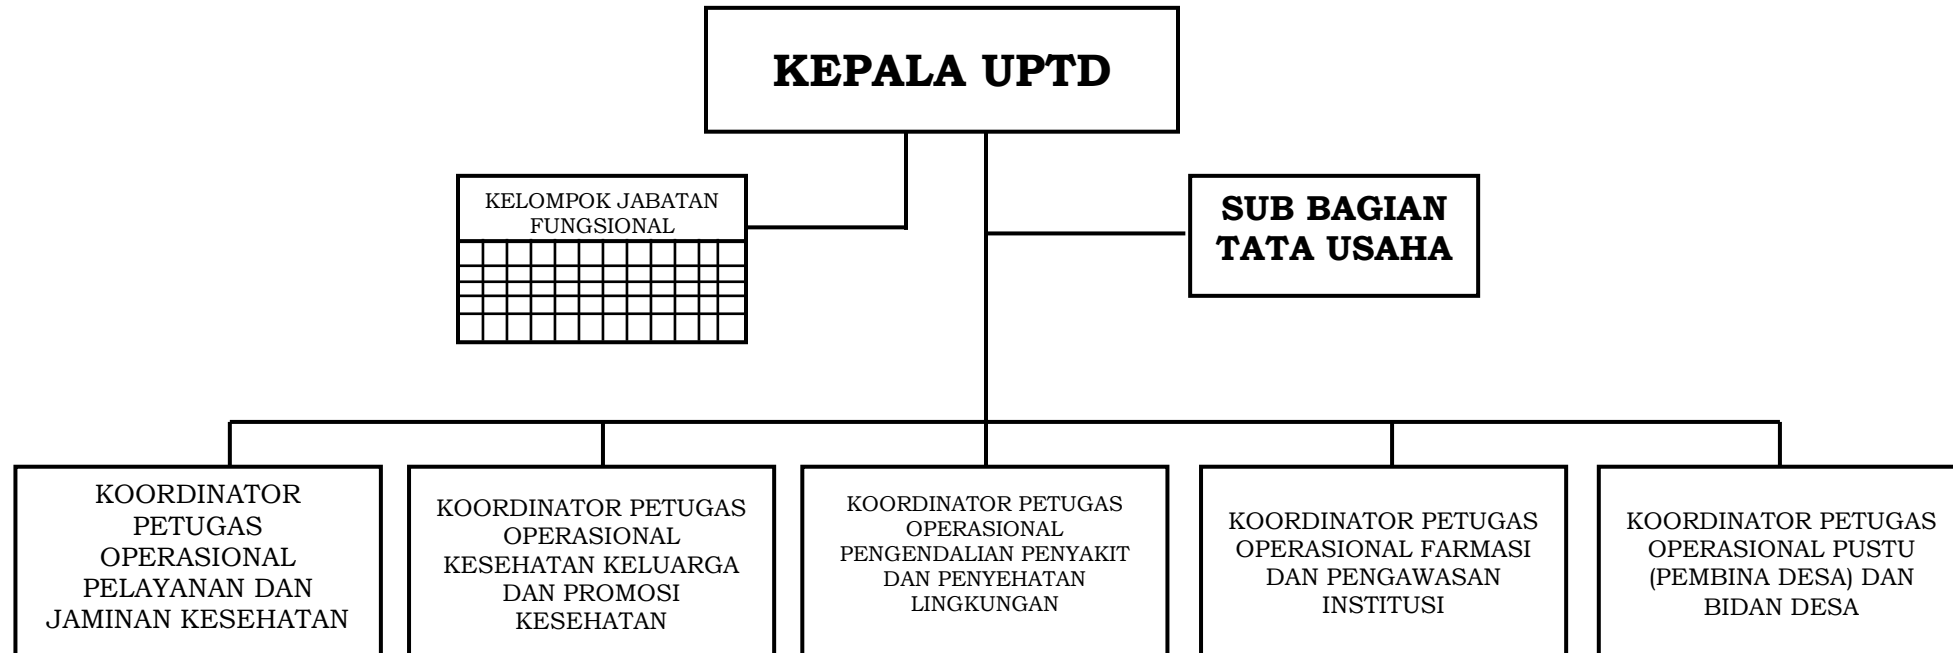 KEPALA UPTD
KELOMPOK JABATAN
FUNGSIONAL
SUB BAGIAN
TATA USAHA
KOORDINATOR
PETUGAS
OPERASIONAL
PELAYANAN DAN
JAMINAN KESEHATAN
KOORDINATOR PETUGAS
OPERASIONAL
KESEHATAN KELUARGA
DAN PROMOSI
KESEHATAN
KOORDINATOR PETUGAS
OPERASIONAL
PENGENDALIAN PENYAKIT
DAN PENYEHATAN
LINGKUNGAN
KOORDINATOR PETUGAS
OPERASIONAL FARMASI
DAN PENGAWASAN
INSTITUSI
KOORDINATOR PETUGAS
OPERASIONAL PUSTU
(PEMBINA DESA) DAN
BIDAN DESA